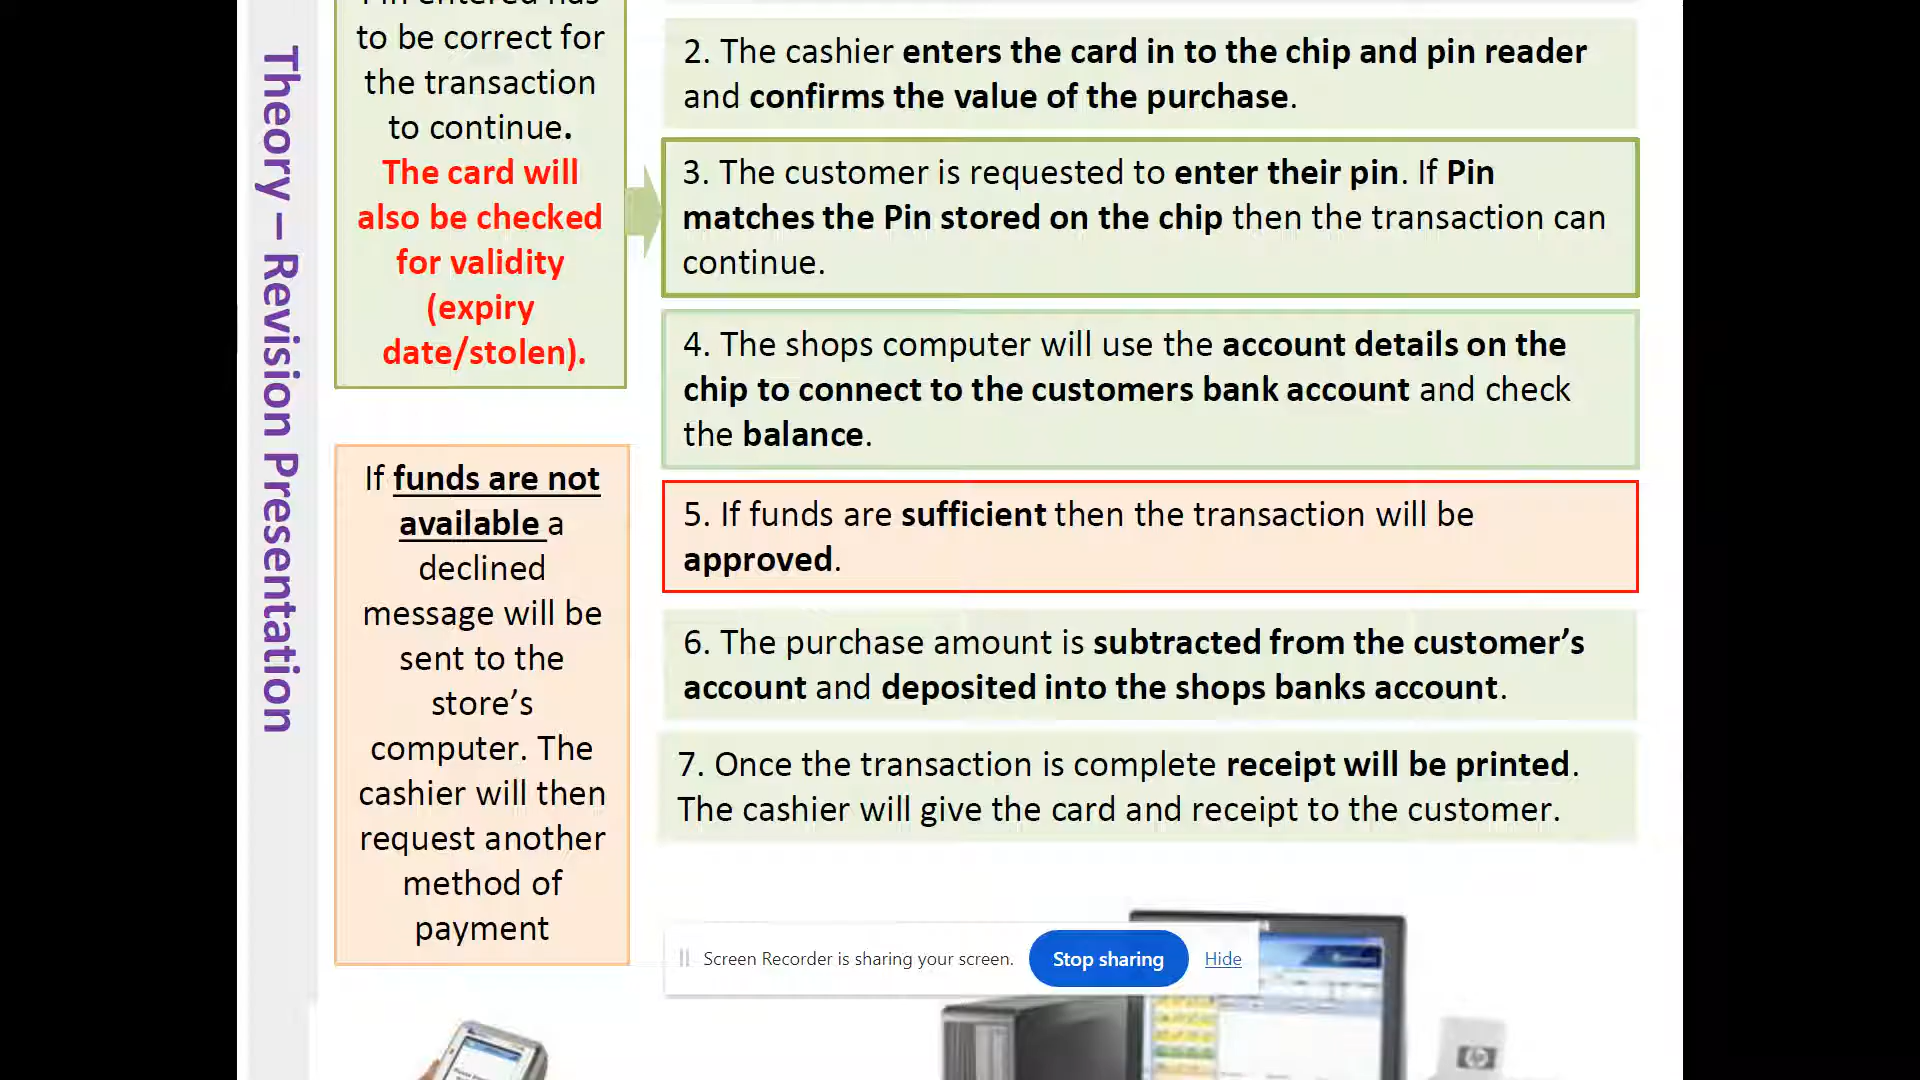 Theory – Revision Presentation
Pin entered has
to be correct for
the transaction
to continue.
The card will
also be checked
for validity
(expiry
date/stolen).
If funds are not
available a
declined
message will be
sent to the
store’s
computer. The
cashier will then
request another
method of
payment
2. The cashier enters the card in to the chip and pin reader
and confirms the value of the purchase.
3. The customer is requested to enter their pin. If Pin
matches the Pin stored on the chip then the transaction can
continue.
4. The shops computer will use the account details on the
chip to connect to the customers bank account and check
the balance.
5. If funds are sufficient then the transaction will be
approved.
6. The purchase amount is subtracted from the customer’s
account and deposited into the shops banks account.
7. Once the transaction is complete receipt will be printed.
The cashier will give the card and receipt to the customer.
Screen Recorder is sharing your screen. Stop sharing Hide
hp